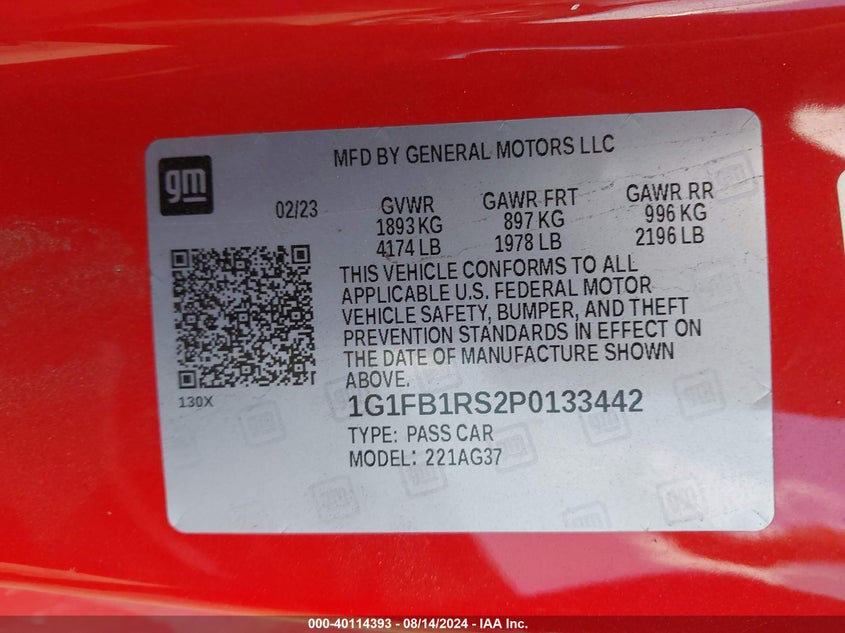 gm
MFD BY GENERAL MOTORS LLC
02/23
GVWR GAWR FRT GAWR RR
1893 KG 897 KG 996 KG
4174 LB 1978 LB 2196 LB
THIS VEHICLE CONFORMS TO ALL
APPLICABLE U.S. FEDERAL MOTOR
VEHICLE SAFETY, BUMPER, AND THEFT
PREVENTION STANDARDS IN EFFECT ON
THE DATE OF MANUFACTURE SHOWN
ABOVE.
130X
1G1FB1RS2P0133442
TYPE: PASS CAR
MODEL: 221AG37
000-40114393 - 08/14/2024 - IAA Inc.